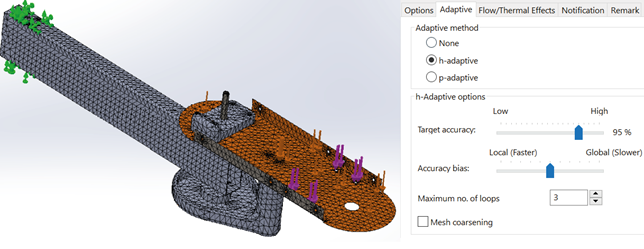 Options Adaptive Flow/Thermal Effects Notification Remark
Adaptive method
None
h-adaptive
p-adaptive
h-Adaptive options
Low High
Target accuracy: 95 %
Local (Faster) Global (Slower)
Accuracy bias:
Maximum no. of loops 3
Mesh coarsening